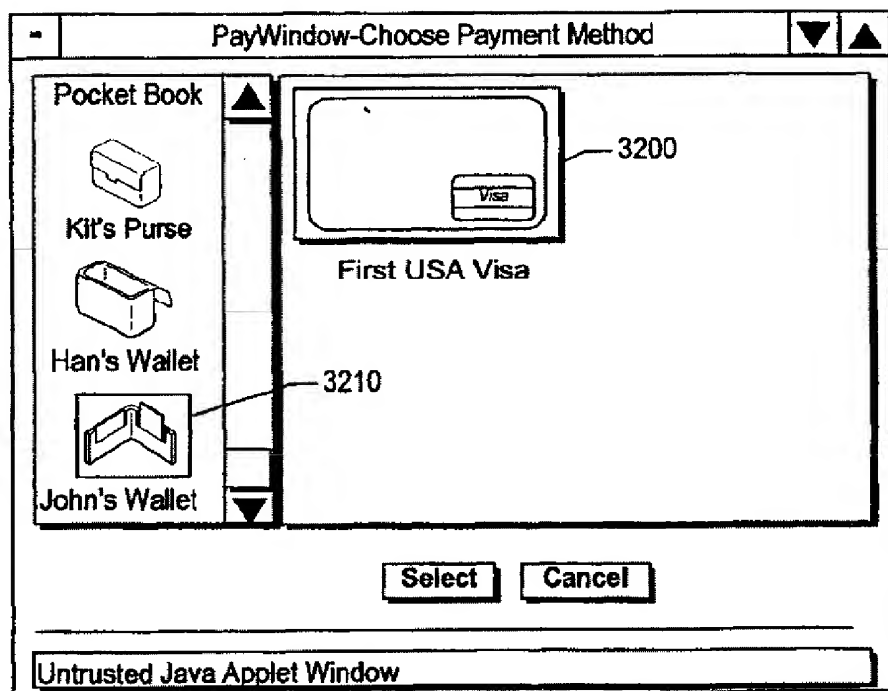 PayWindow-Choose Payment Method
Pocket Book
Kit's Purse
Han's Wallet
3210
John's Wallet
Visa
3200
First USA Visa
Select
Cancel
Untrusted Java Applet Window